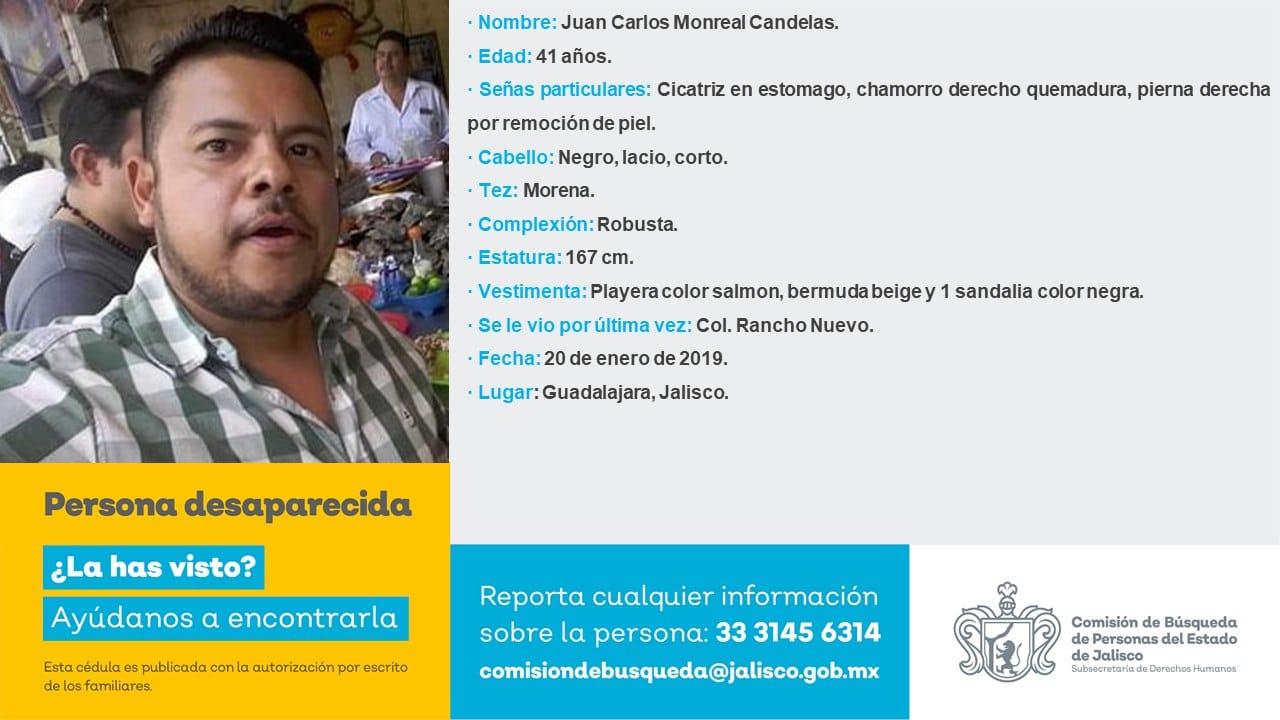 · Nombre: Juan Carlos Monreal Candelas.
· Edad: 41 años.
· Señas particulares: Cicatriz en estomago, chamorro derecho quemadura, pierna derecha
por remoción de piel.
· Cabello: Negro, lacio, corto.
· Tez: Morena.
· Complexión: Robusta.
· Estatura: 167 cm.
· Vestimenta: Playera color salmon, bermuda beige y 1 sandalia color negra.
· Se le vio por última vez: Col. Rancho Nuevo.
· Fecha: 20 de enero de 2019.
· Lugar: Guadalajara, Jalisco.
Persona desaparecida
¿La has visto?
Ayúdanos a encontrarla
Esta cédula es publicada con la autorización por escrito
de los familiares.
Reporta cualquier información
sobre la persona: 33 3145 6314
comisiondebusqueda@jalisco.gob.mx
Comisión de Búsqueda
de Personas del Estado
de Jalisco
Subsecretaría de Derechos Humanos